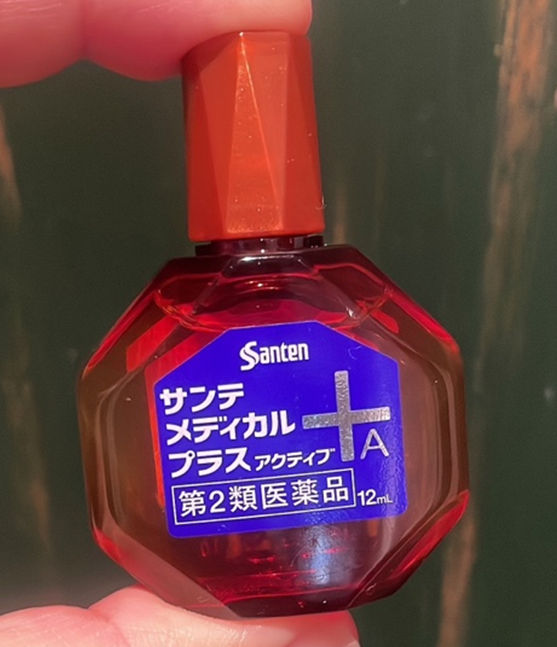 Santen
サンテ
メディカル
プラス アクティブ
+A
第2類医薬品
12mL